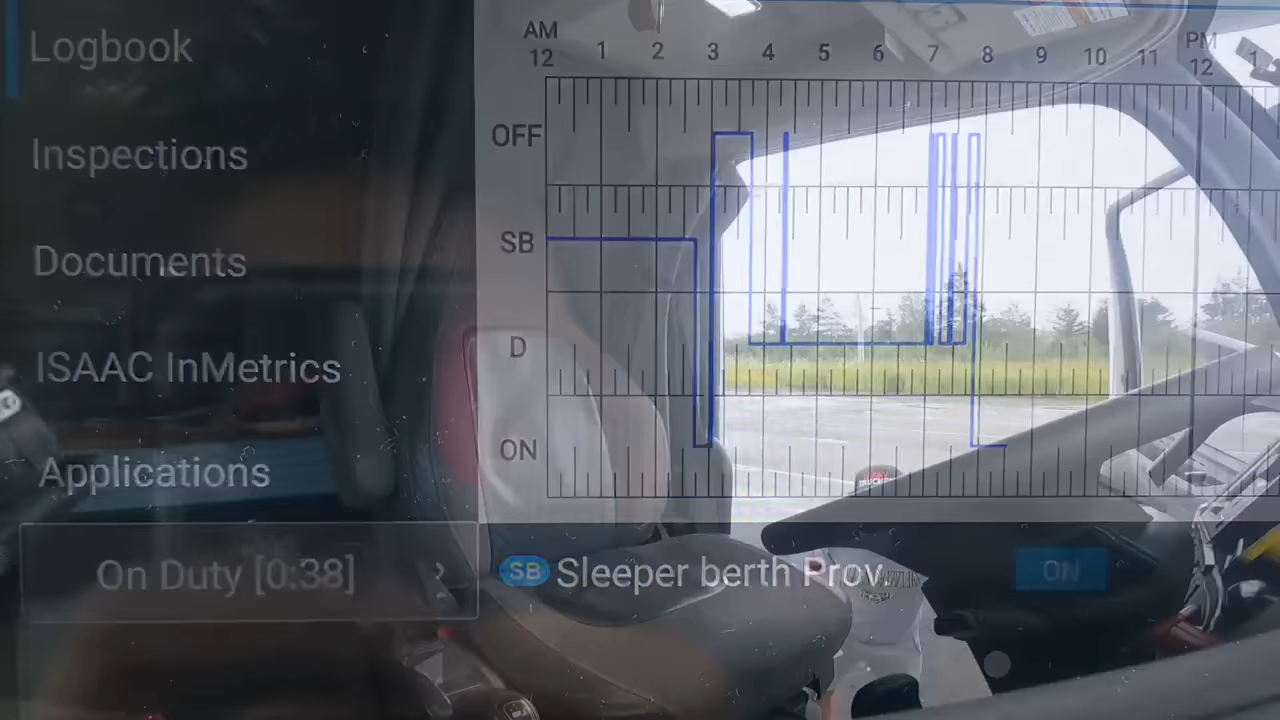 Logbook
Inspections
Documents
ISAAC InMetrics
Applications
On Duty [0:38]
AM
12 1 2 3 4 5 6 7 8 9 10 11
PM
12 1
OFF
SB
D
ON
SB Sleeper berth Prov
ON